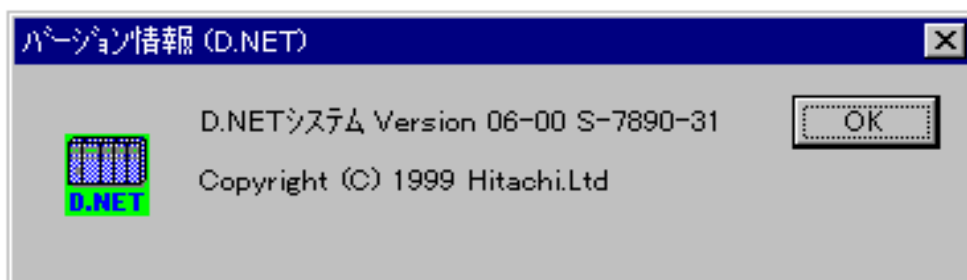 バージョン情報 (D.NET)
D.NETシステム Version 06-00 S-7890-31
OK
Copyright (C) 1999 Hitachi.Ltd
D.NET